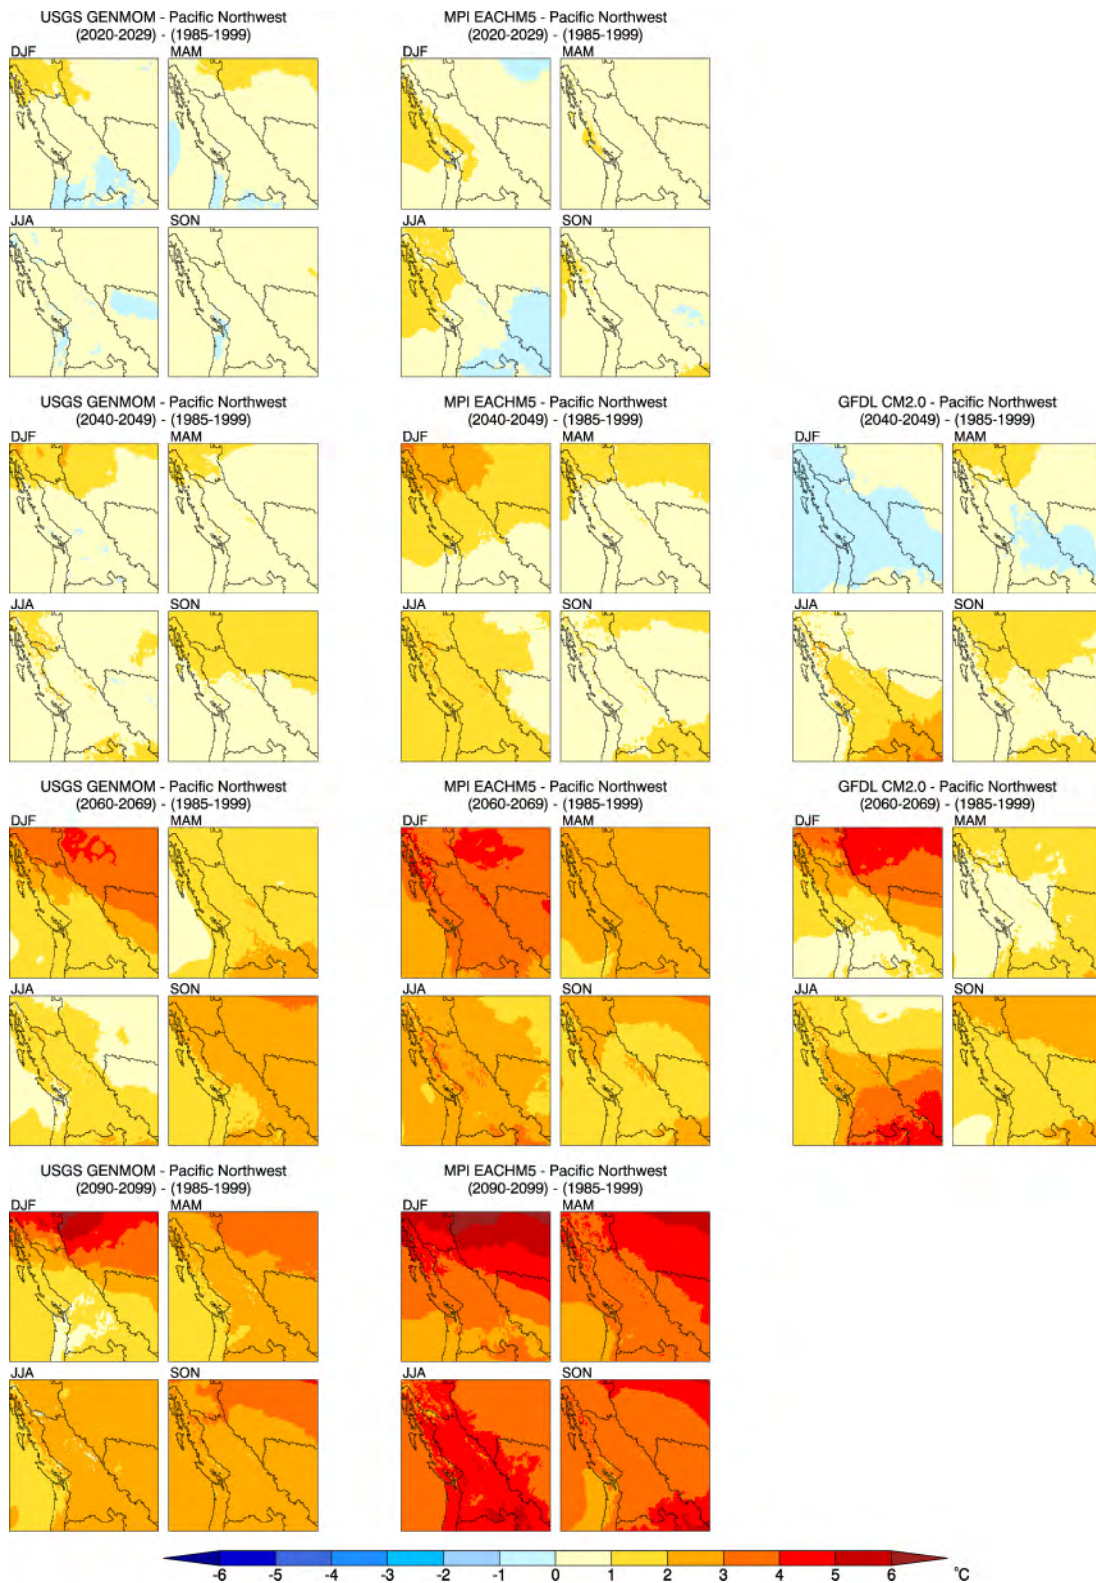 USGS GENMOM - Pacific Northwest
(2020-2029) - (1985-1999)
DJF
MAM
JJA
SON
MPI EACHM5 - Pacific Northwest
(2020-2029) - (1985-1999)
DJF
MAM
JJA
SON
USGS GENMOM - Pacific Northwest
(2040-2049) - (1985-1999)
DJF
MAM
JJA
SON
MPI EACHM5 - Pacific Northwest
(2040-2049) - (1985-1999)
DJF
MAM
JJA
SON
GFDL CM2.0 - Pacific Northwest
(2040-2049) - (1985-1999)
DJF
MAM
JJA
SON
USGS GENMOM - Pacific Northwest
(2060-2069) - (1985-1999)
DJF
MAM
JJA
SON
MPI EACHM5 - Pacific Northwest
(2060-2069) - (1985-1999)
DJF
MAM
JJA
SON
GFDL CM2.0 - Pacific Northwest
(2060-2069) - (1985-1999)
DJF
MAM
JJA
SON
USGS GENMOM - Pacific Northwest
(2090-2099) - (1985-1999)
DJF
MAM
JJA
SON
MPI EACHM5 - Pacific Northwest
(2090-2099) - (1985-1999)
DJF
MAM
JJA
SON
-6 -5 -4 -3 -2 -1 0 1 2 3 4 5 6 °C